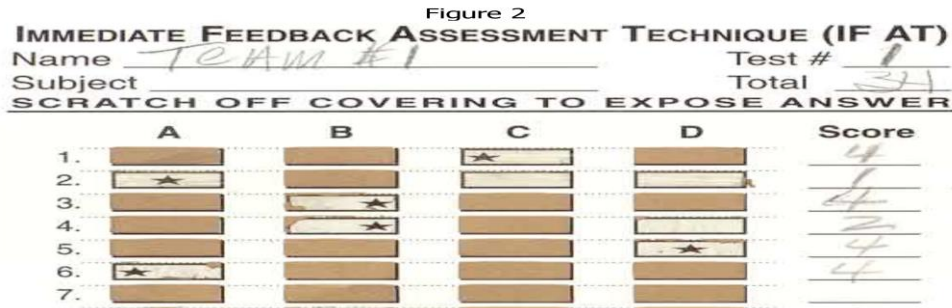 Figure 2
IMMEDIATE FEEDBACK ASSESSMENT TECHNIQUE (IF AT)
Name TEAM #1 Test # 1
Subject Total 34
SCRATCH OFF COVERING TO EXPOSE ANSWER
A B C D Score
1. 4
2. 1
3. 4
4. 2
5. 4
6. 4
7.